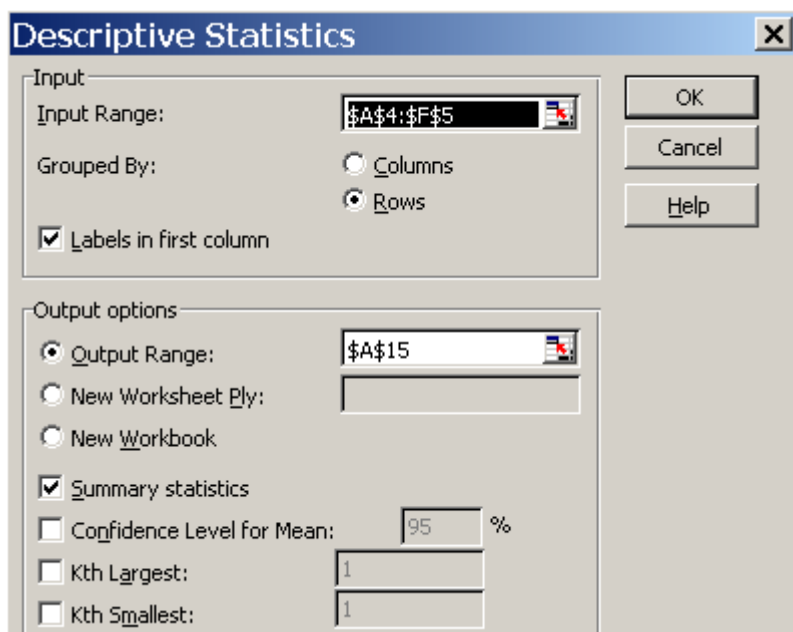 Descriptive Statistics
Input
Input Range: $A$4:$F$5
Grouped By: Columns
Rows
Labels in first column
OK
Cancel
Help
Output options
Output Range: $A$15
New Worksheet Ply:
New Workbook
Summary statistics
Confidence Level for Mean: 95 %
Kth Largest: 1
Kth Smallest: 1